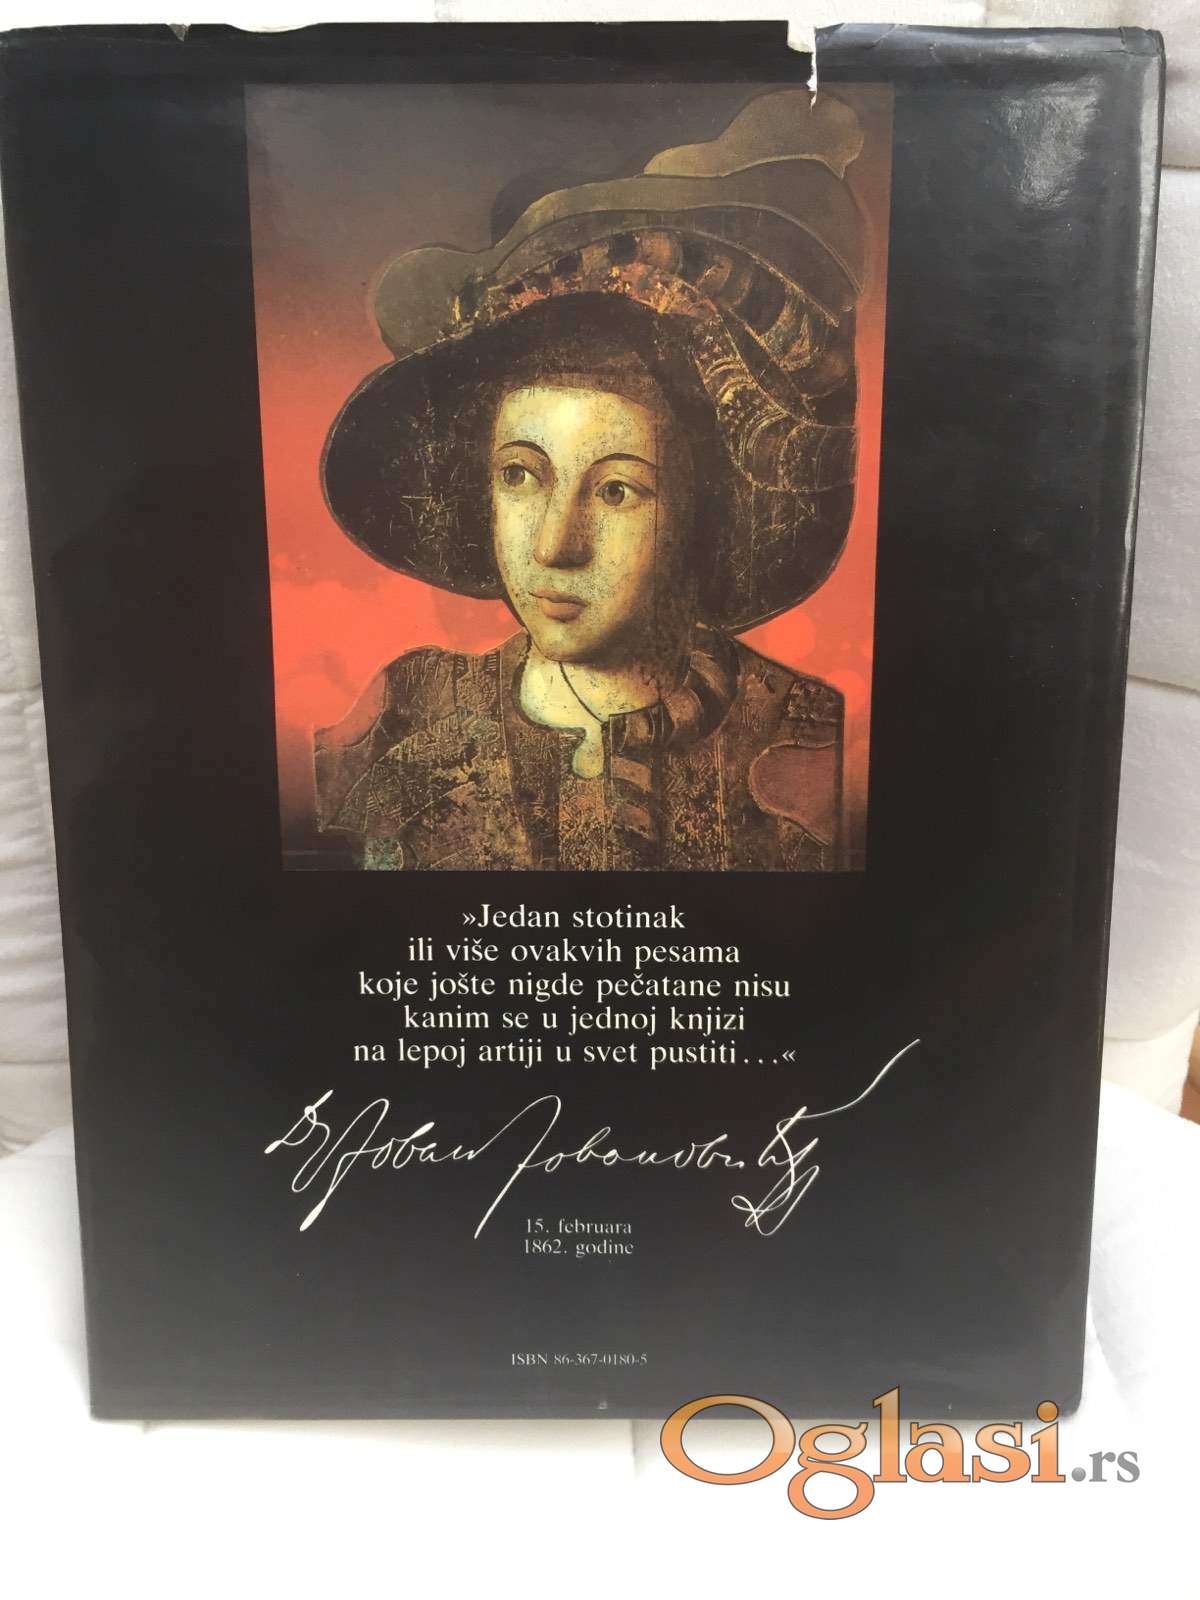 »Jedan stotinak
ili više ovakvih pesama
koje jošte nigde pečatane nisu
kanim se u jednoj knjizi
na lepoj artiji u svet pustiti...«
15. februara
1862. godine
ISBN 86-367-0180-5
Oglasi.rs